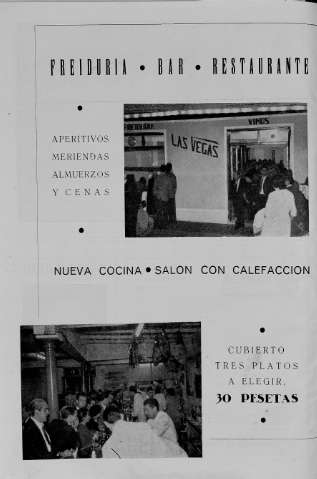 FREIDURIA • BAR • RESTAURANTE
APERITIVOS
MERIENDAS
ALMUERZOS
Y CENAS
VINOS
LAS VEGAS
NUEVA COCINA • SALON CON CALEFACCION
CUBIERTO
TRES PLATOS
A ELEGIR,
30 PESETAS